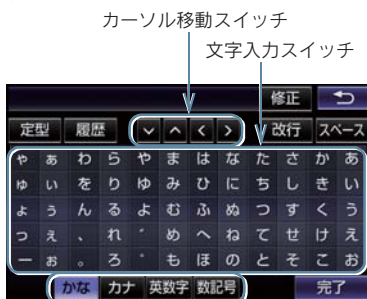 カーソル移動スイッチ
文字入力スイッチ
修正
定型 履歴 改行 スペース
ゃ ぁ わ ら や ま は な た さ か あ
ゅ ぃ を り ゆ み ひ に ち し き い
ょ ぅ ん る よ む ふ ぬ つ す く う
っ ぇ 、 れ ゛ め へ ね て せ け え
ー ぉ 。 ろ ゜ も ほ の と そ こ お
かな カナ 英数字 数記号 完了